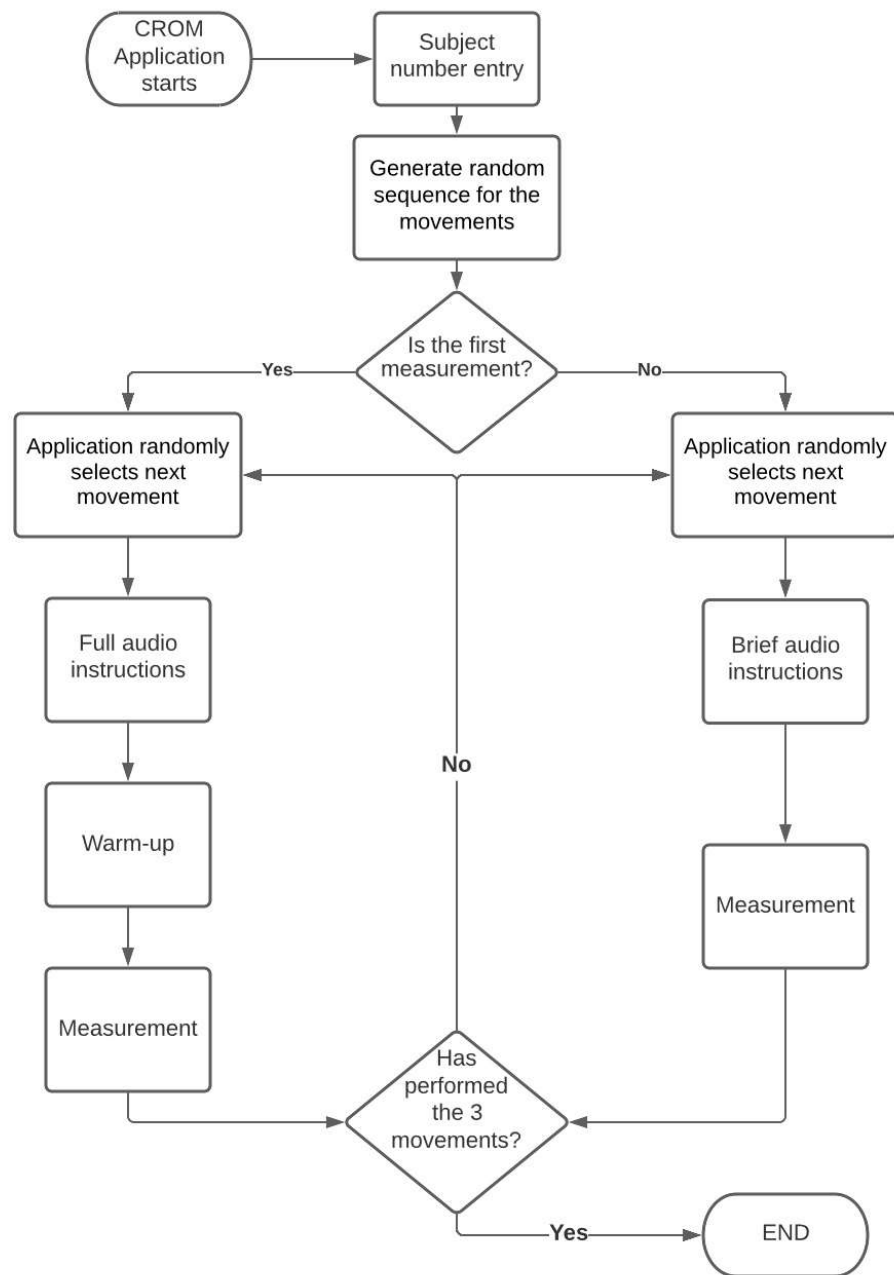 CROM
Application
starts
Subject
number entry
Generate random
sequence for the
movements
Is the first
measurement?
Yes
No
Application randomly
selects next
movement
Application randomly
selects next
movement
Full audio
instructions
Brief audio
instructions
No
Warm-up
Measurement
Measurement
Has
performed
the 3
movements?
Yes
END